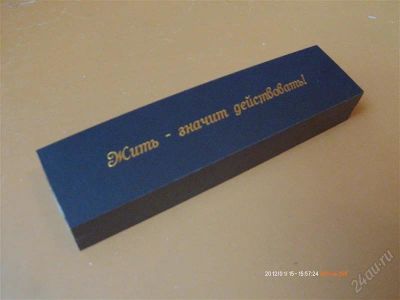 Жить - значит действовать!
24au.ru